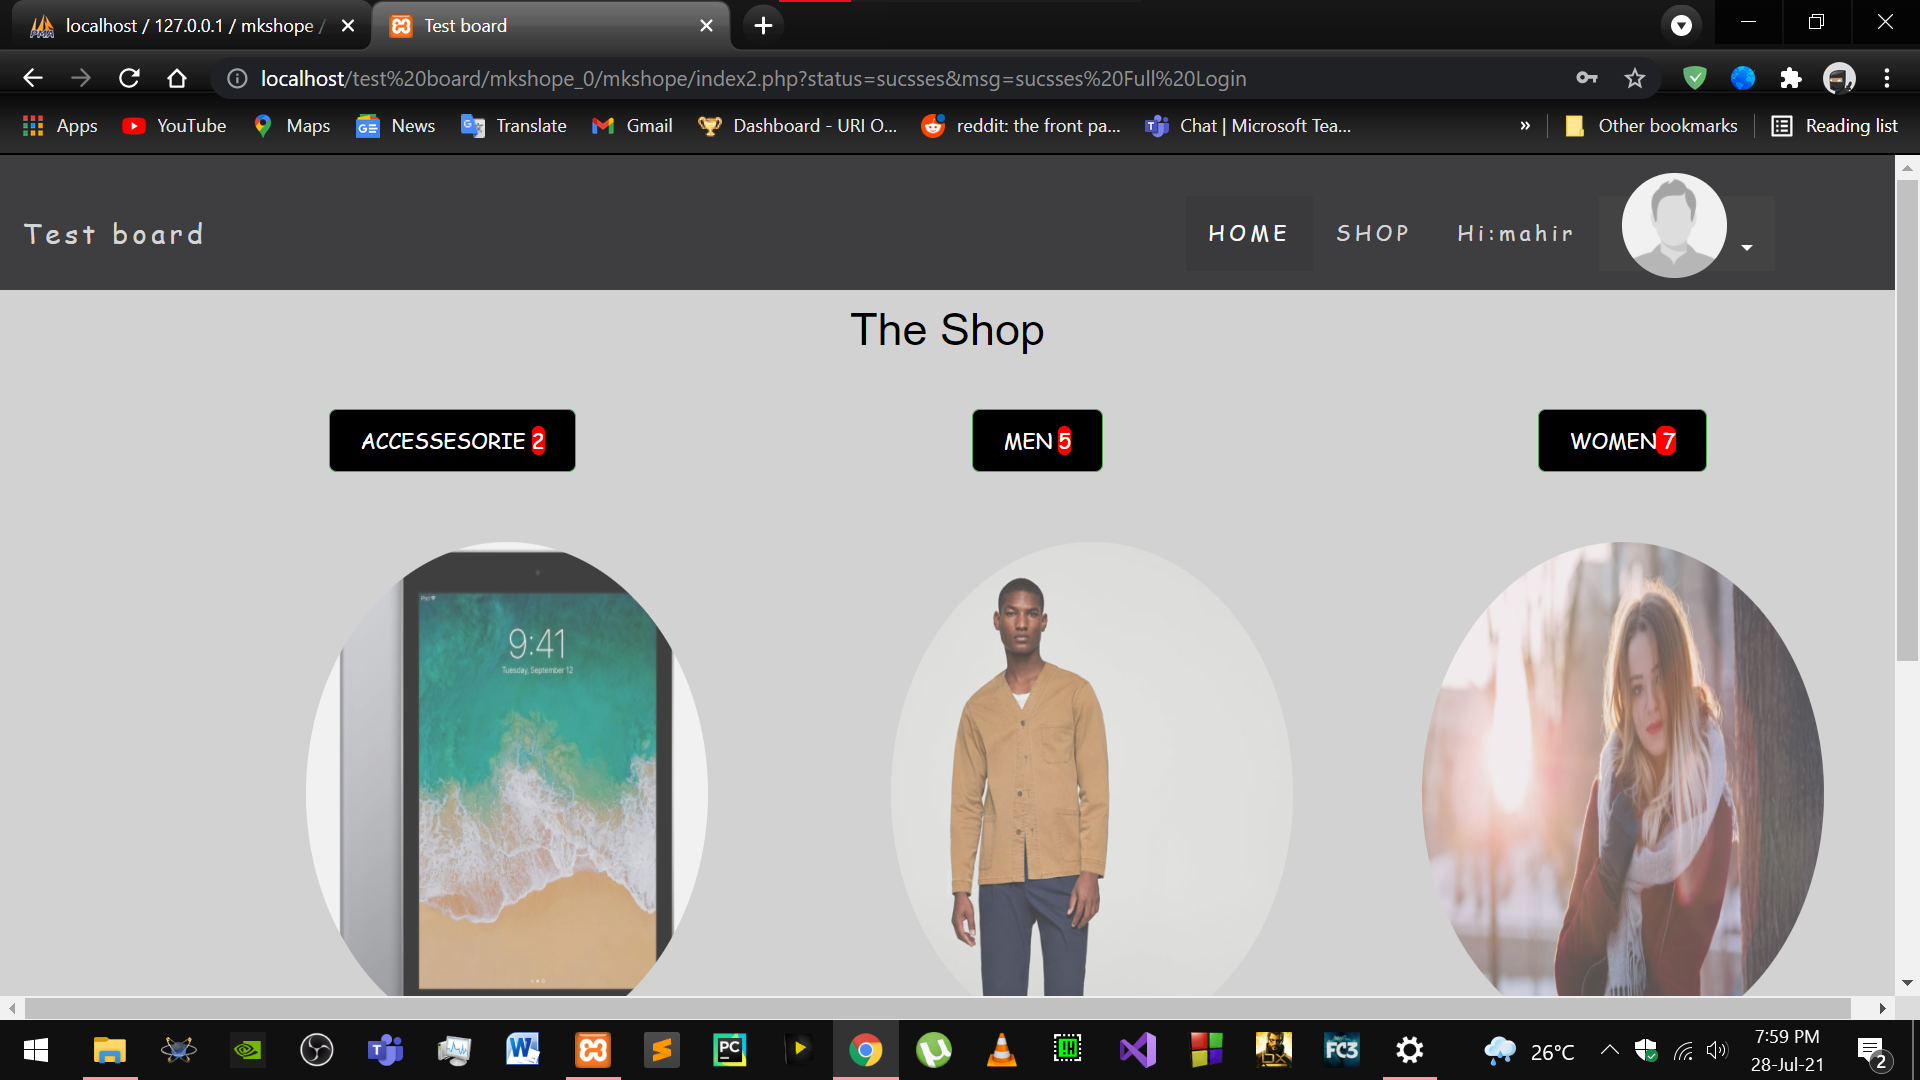 localhost / 127.0.0.1 / mkshope /
Test board
localhost/test%20board/mkshope_0/mkshope/index2.php?status=sucsses&msg=sucsses%20Full%20Login
Apps
YouTube
Maps
News
Translate
Gmail
Dashboard - URI O...
reddit: the front pa...
Chat | Microsoft Tea...
»
Other bookmarks
Reading list
Test board
HOME
SHOP
Hi:mahir
The Shop
ACCESSESORIE 2
MEN 5
WOMEN 7
iPad
9:41
Tuesday, September 12
PC
FC3
26°C
7:59 PM
28-Jul-21
2